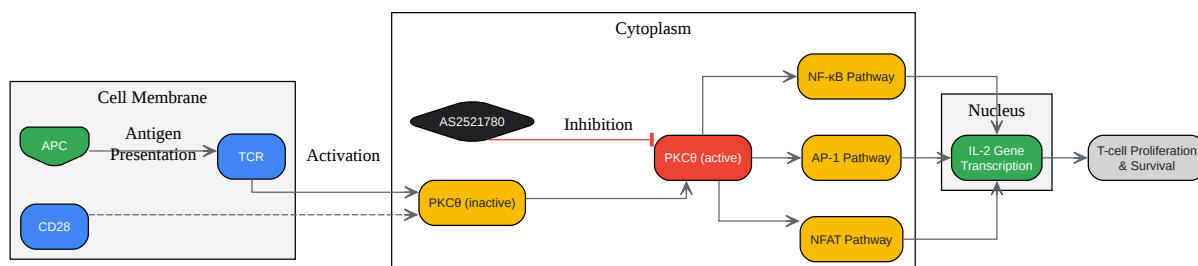 Cytoplasm
Cell Membrane
APC
Antigen
Presentation
TCR
CD28
Activation
AS2521780
Inhibition
PKCθ (inactive)
PKCθ (active)
NF-κB Pathway
AP-1 Pathway
NFAT Pathway
Nucleus
IL-2 Gene
Transcription
T-cell Proliferation
& Survival